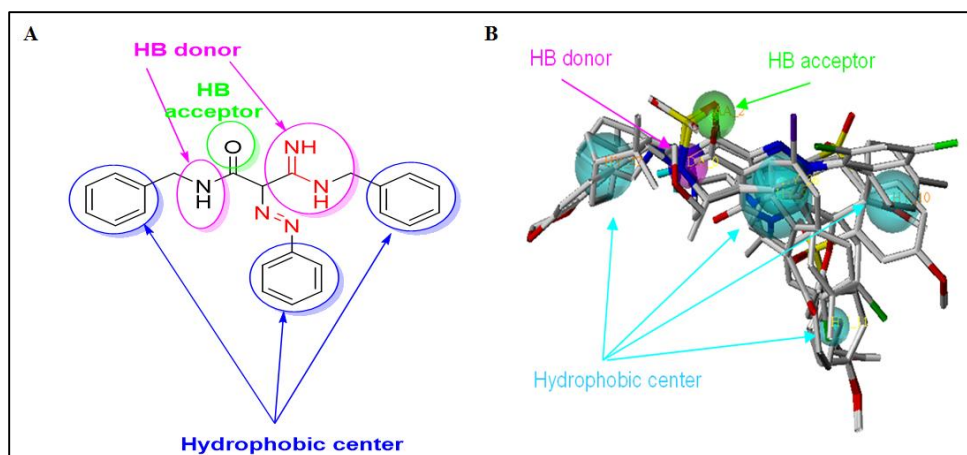 A
HB donor
HB
acceptor
O
NH
N
H
N
H
N
N
Hydrophobic center
B
HB donor
HB acceptor
Hydrophobic center